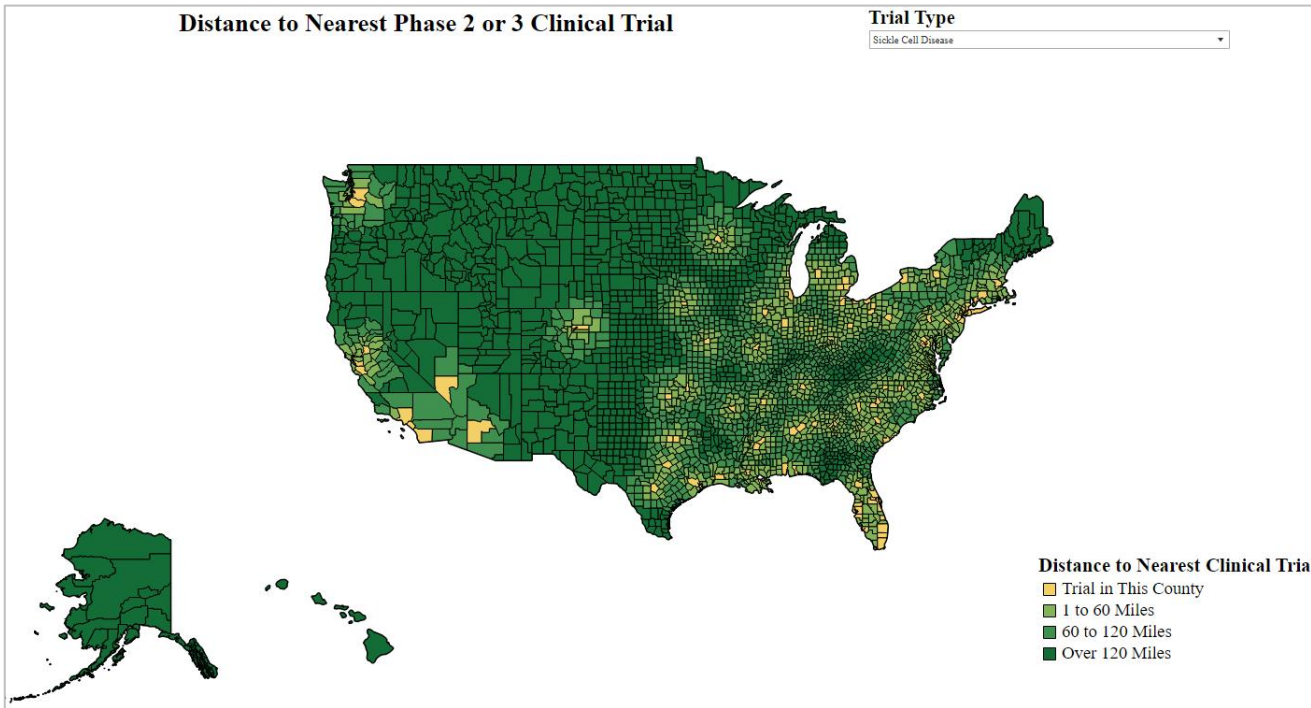 Distance to Nearest Phase 2 or 3 Clinical Trial
Trial Type
Sickle Cell Disease
Distance to Nearest Clinical Tria
Trial in This County
1 to 60 Miles
60 to 120 Miles
Over 120 Miles